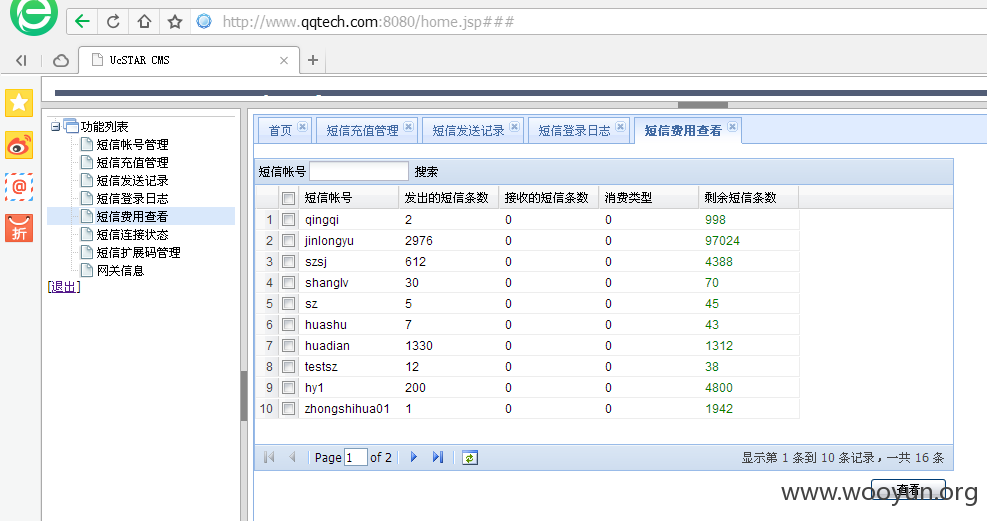 http://www.qqtech.com:8080/home.jsp###
UcSTAR CMS
功能列表
短信帐号管理
短信充值管理
短信发送记录
短信登录日志
短信费用查看
短信连接状态
短信扩展码管理
网关信息
[退出]
折
首页 短信充值管理 短信发送记录 短信登录日志 短信费用查看
短信帐号 搜索
短信帐号 发出的短信条数 接收的短信条数 消费类型 剩余短信条数
1 qingqi 2 0 0 998
2 jinlongyu 2976 0 0 97024
3 szsj 612 0 0 4388
4 shanglv 30 0 0 70
5 sz 5 0 0 45
6 huashu 7 0 0 43
7 huadian 1330 0 0 1312
8 testsz 12 0 0 38
9 hy1 200 0 0 4800
10 zhongshihua01 1 0 0 1942
Page 1 of 2 显示第 1 条到 10 条记录，一共 16 条
查看
www.wooyun.org